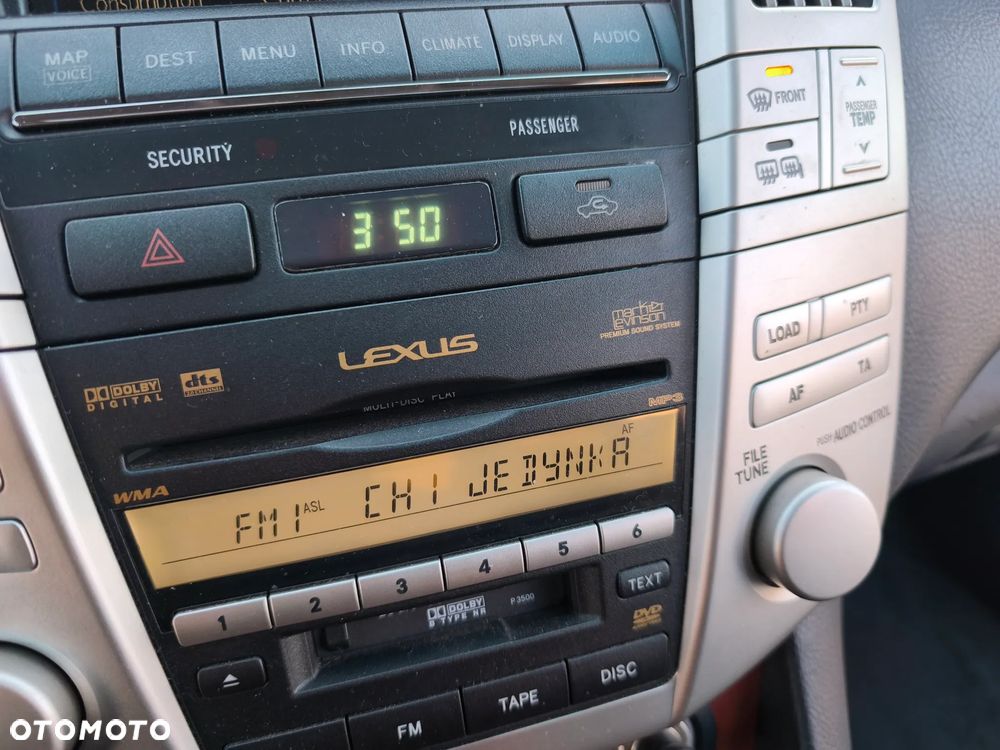 Consumption
MAP
VOICE
DEST
MENU
INFO
CLIMATE
DISPLAY
AUDIO
FRONT
PASSENGER
TEMP
SECURITY
PASSENGER
3 50
LOAD
PTY
AF
TA
LEXUS
mark
levinson
PREMIUM SOUND SYSTEM
DOLBY
DIGITAL
dts
MULTI-DISC PLAY
MP3
WMA
PUSH AUDIO CONTROL
FILE
TUNE
FM1 ASL CH1 JEDYNKA AF
1 2 3 4 5 6
TEXT
DOLBY
B TYPE NR
P3500
DVD
DISC
TAPE
FM
OTOMOTO